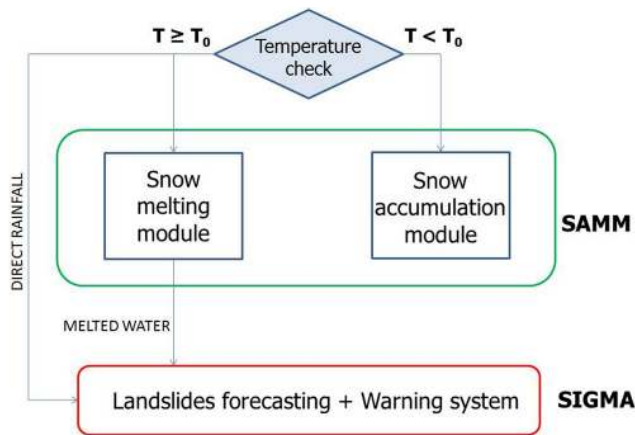 T ≥ T₀
Temperature
check
T < T₀
Snow
melting
module
Snow
accumulation
module
SAMM
DIRECT RAINFALL
MELTED WATER
Landslides forecasting + Warning system
SIGMA